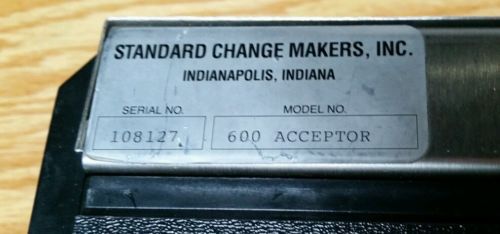 STANDARD CHANGE MAKERS, INC.
INDIANAPOLIS, INDIANA
SERIAL NO. MODEL NO.
108127 600 ACCEPTOR